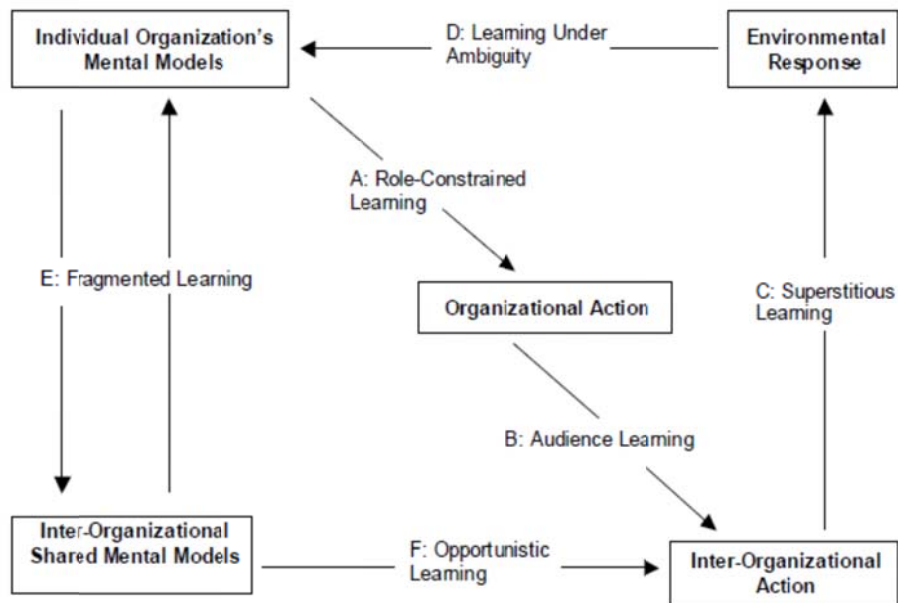 Individual Organization's
Mental Models
D: Learning Under
Ambiguity
Environmental
Response
A: Role-Constrained
Learning
E: Fragmented Learning
Organizational Action
C: Superstitious
Learning
B: Audience Learning
Inter-Organizational
Shared Mental Models
F: Opportunistic
Learning
Inter-Organizational
Action